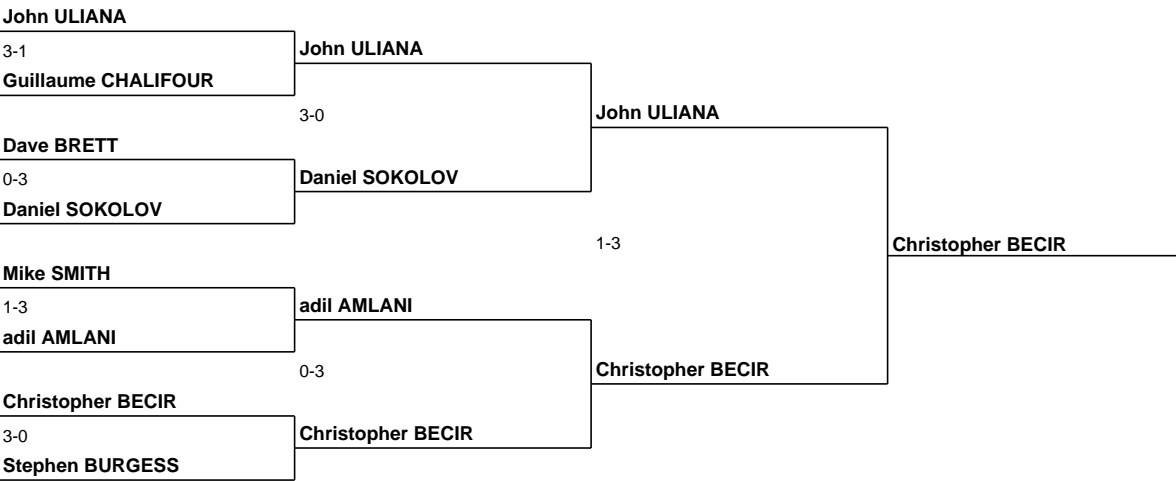 John ULIANA
3-1
Guillaume CHALIFOUR
Dave BRETT
0-3
Daniel SOKOLOV
Mike SMITH
1-3
adil AMLANI
Christopher BECIR
3-0
Stephen BURGESS
John ULIANA
3-0
Daniel SOKOLOV
adil AMLANI
0-3
Christopher BECIR
John ULIANA
1-3
Christopher BECIR
Christopher BECIR